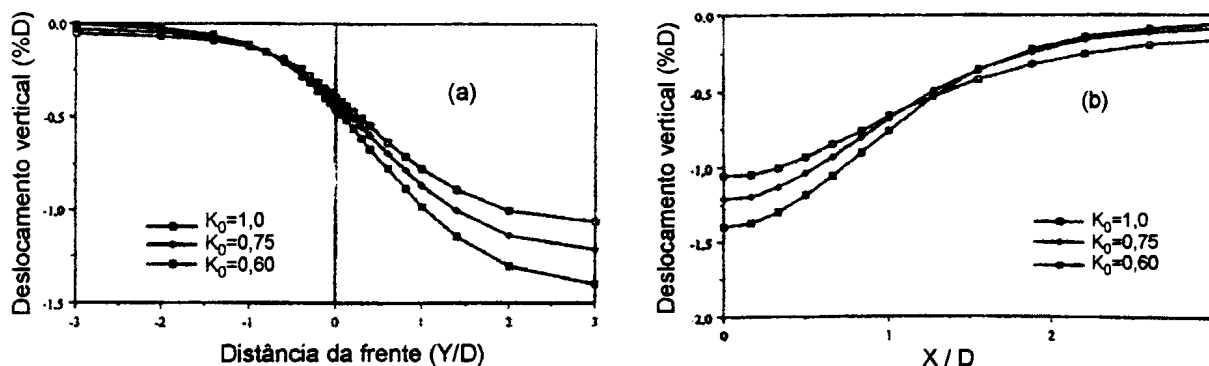 Deslocamento vertical (%D)
0.0
-0.5
-1.0
-1.5
(a)
K0=1,0
K0=0,75
K0=0,60
-3
-2
-1
0
1
2
3
Distância da frente (Y/D)
Deslocamento vertical (%D)
0.0
-0.5
-1,0
-1.5
2.0
(b)
K0=1,0
K0=0,75
K0=0,60
0
1
2
X / D